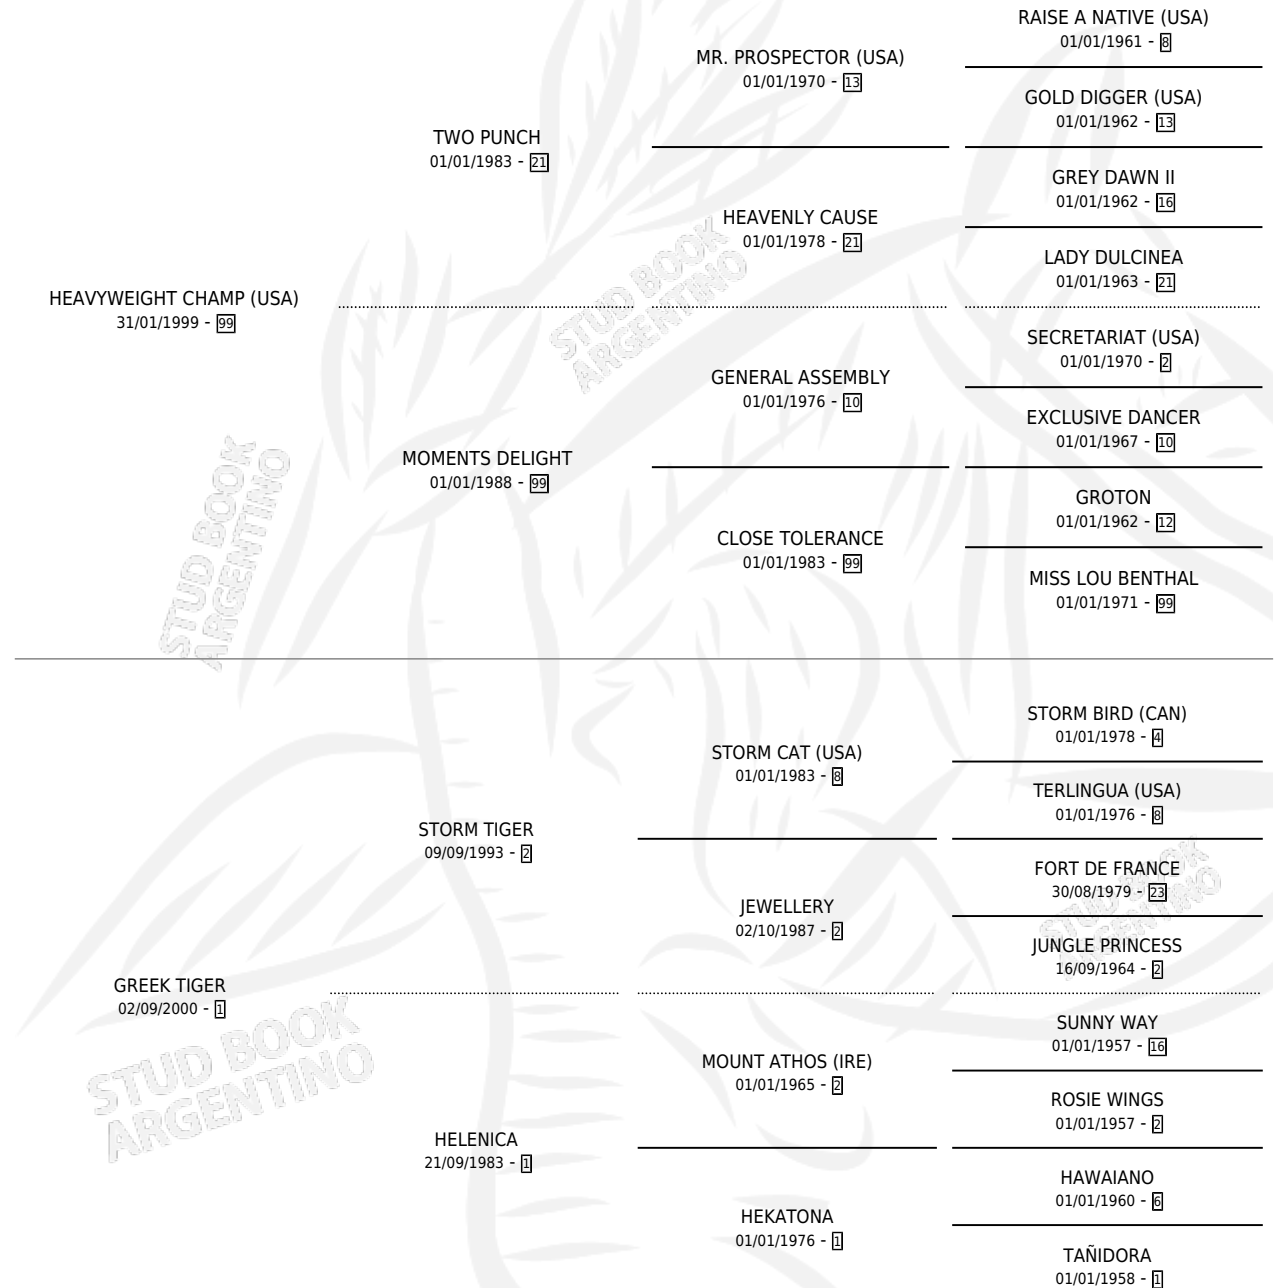 RAISE A NATIVE (USA)
01/01/1961 - 8
MR. PROSPECTOR (USA)
01/01/1970 - 13
GOLD DIGGER (USA)
01/01/1962 - 13
TWO PUNCH
01/01/1983 - 21
GREY DAWN II
01/01/1962 - 16
HEAVENLY CAUSE
01/01/1978 - 21
LADY DULCINEA
01/01/1963 - 21
HEAVYWEIGHT CHAMP (USA)
31/01/1999 - 99
STUD BOOK
ARGENTINO
SECRETARIAT (USA)
01/01/1970 - 2
GENERAL ASSEMBLY
01/01/1976 - 10
EXCLUSIVE DANCER
01/01/1967 - 10
MOMENTS DELIGHT
01/01/1988 - 99
GROTON
01/01/1962 - 12
CLOSE TOLERANCE
01/01/1983 - 99
MISS LOU BENTHAL
01/01/1971 - 99
STUD BOOK
ARGENTINO
STORM BIRD (CAN)
01/01/1978 - 4
STORM CAT (USA)
01/01/1983 - 8
TERLINGUA (USA)
01/01/1976 - 8
STORM TIGER
09/09/1993 - 2
FORT DE FRANCE
30/08/1979 - 23
JEWELLERY
02/10/1987 - 2
JUNGLE PRINCESS
16/09/1964 - 2
STUD BOOK
ARGENTINO
GREEK TIGER
02/09/2000 - 1
SUNNY WAY
01/01/1957 - 16
MOUNT ATHOS (IRE)
01/01/1965 - 2
ROSIE WINGS
01/01/1957 - 2
STUD BOOK
ARGENTINO
HELENICA
21/09/1983 - 1
HAWAIANO
01/01/1960 - 6
HEKATONA
01/01/1976 - 1
TAÑIDORA
01/01/1958 - 1